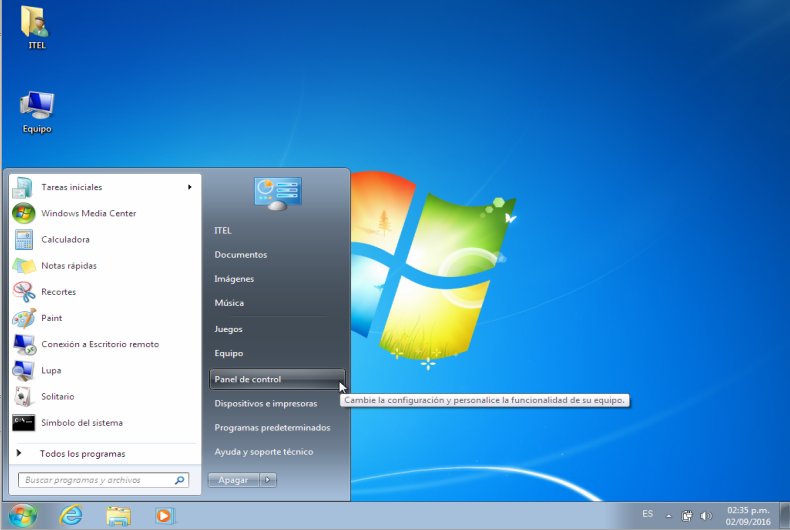 ITEL
Equipo
Tareas iniciales
Windows Media Center
Calculadora
Notas rápidas
Recortes
Paint
Conexión a Escritorio remoto
Lupa
Solitario
Símbolo del sistema
Todos los programas
Buscar programas y archivos
ITEL
Documentos
Imágenes
Música
Juegos
Equipo
Panel de control
Cambie la configuración y personalice la funcionalidad de su equipo.
Dispositivos e impresoras
Programas predeterminados
Ayuda y soporte técnico
Apagar
ES
02:35 p.m.
02/09/2016